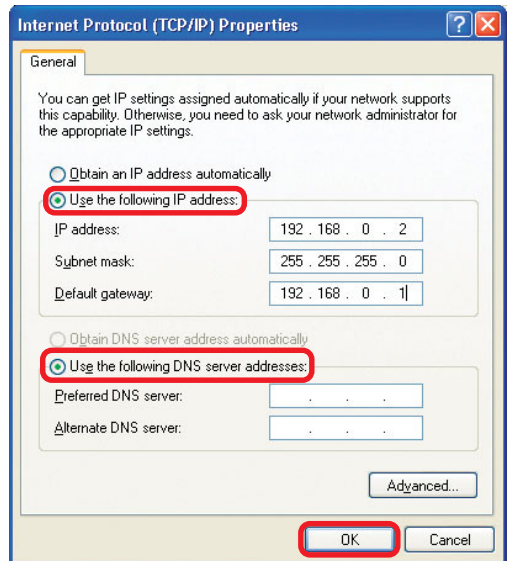 Internet Protocol (TCP/IP) Properties
General
You can get IP settings assigned automatically if your network supports
this capability. Otherwise, you need to ask your network administrator for
the appropriate IP settings.
Obtain an IP address automatically
Use the following IP address:
IP address: 192 . 168 . 0 . 2
Subnet mask: 255 . 255 . 255 . 0
Default gateway: 192 . 168 . 0 . 1
Obtain DNS server address automatically
Use the following DNS server addresses:
Preferred DNS server: . . .
Alternate DNS server: . . .
Advanced...
OK Cancel